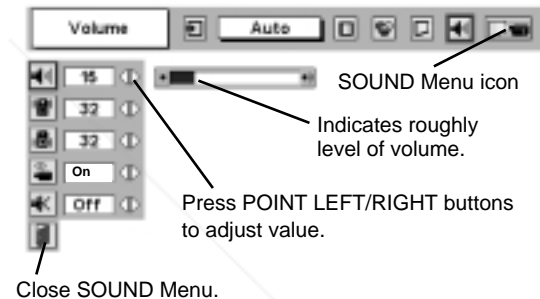 Volume
Auto
SOUND Menu icon
15
32
32
On
Off
Indicates roughly
level of volume.
Press POINT LEFT/RIGHT buttons
to adjust value.
Close SOUND Menu.